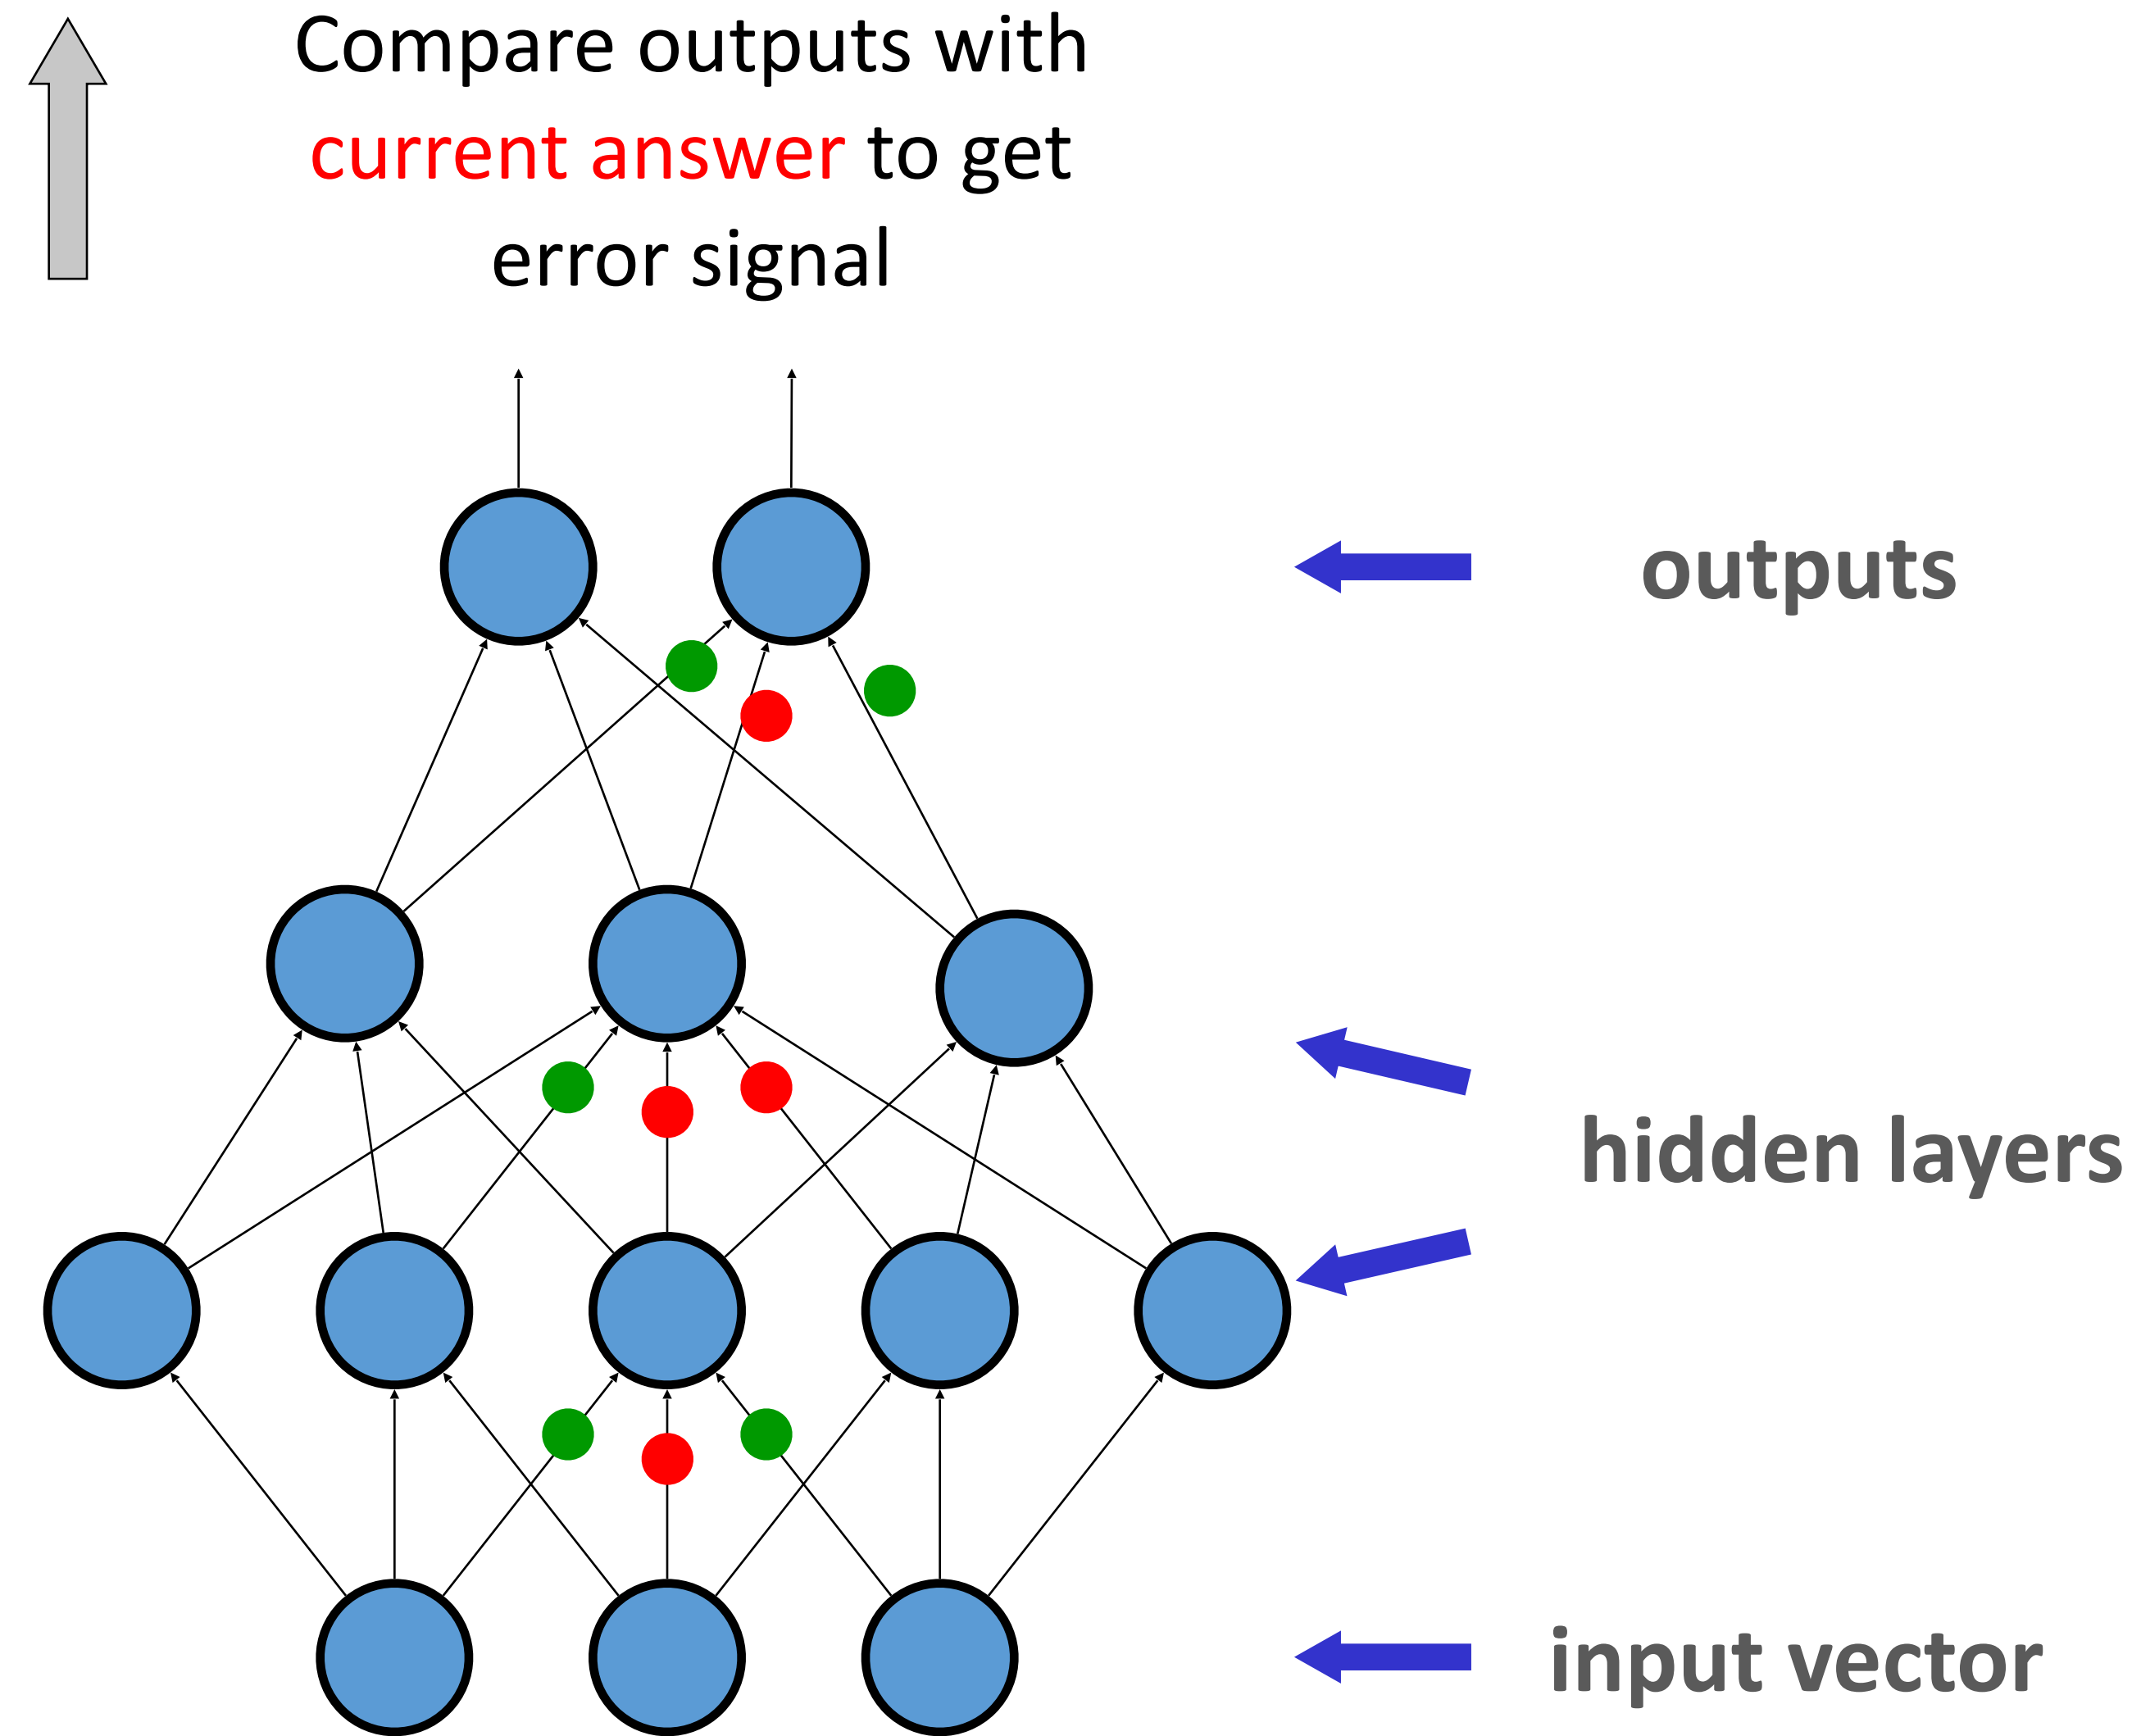 Compare outputs with
current answer to get
error signal
outputs
hidden layers
input vector